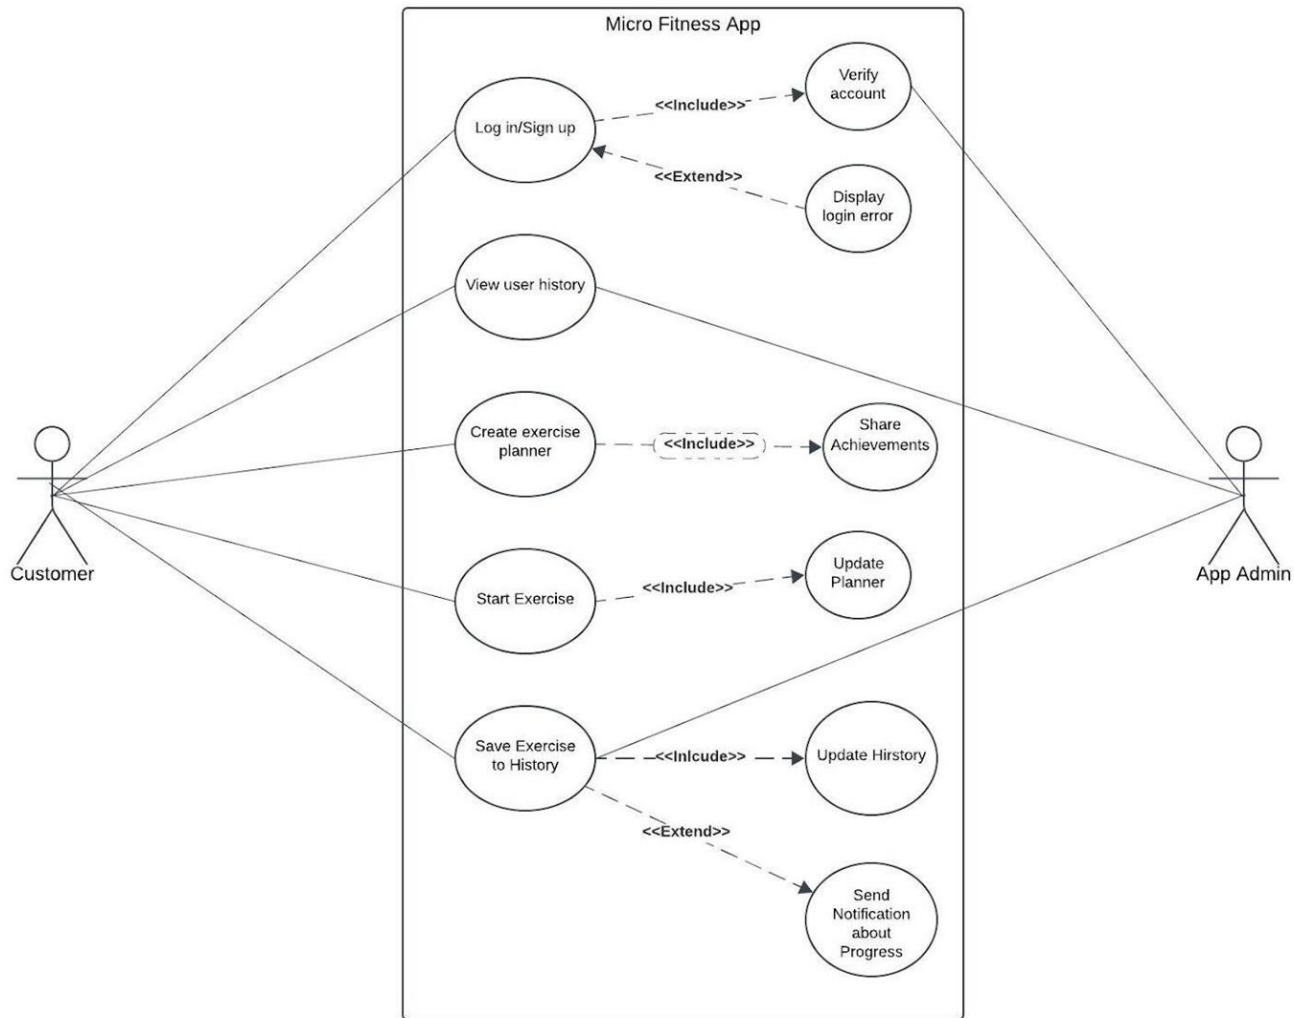 Micro Fitness App
Verify
account
<<Include>>
Log in/Sign up
<<Extend>>
Display
login error
View user history
Create exercise
planner
<<Include>>
Share
Achievements
Customer
App Admin
Start Exercise
<<Include>>
Update
Planner
Save Exercise
to History
<<Inlcude>>
Update Hirstory
<<Extend>>
Send
Notification
about
Progress